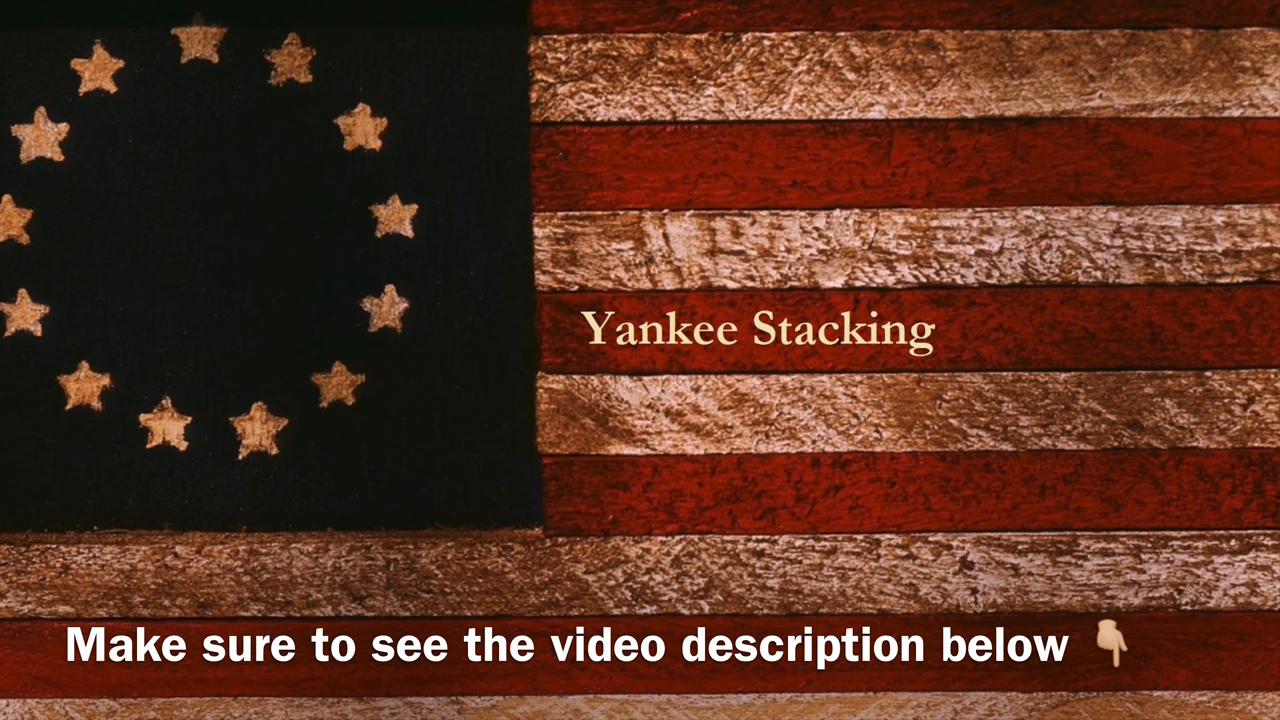 Yankee Stacking
Make sure to see the video description below 👇